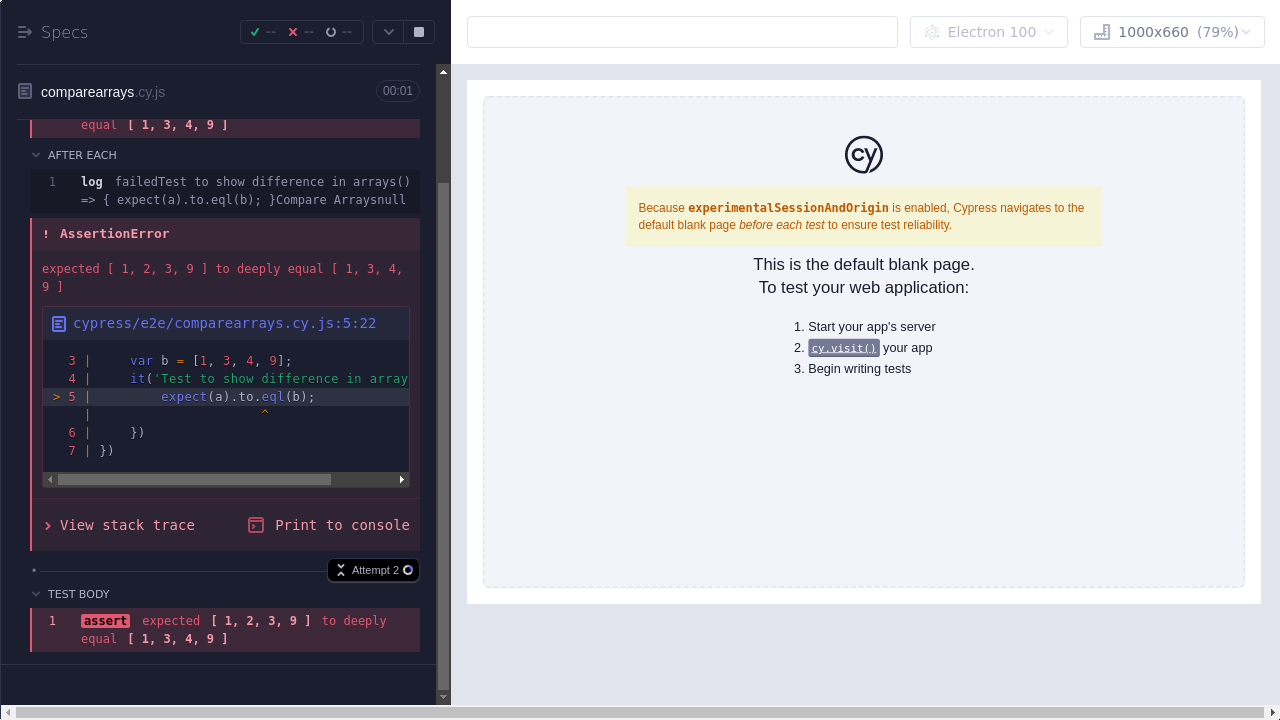 Specs
--
--
--
Electron 100
1000x660 (79%)
comparearrays.cy.js
00:01
equal [ 1, 3, 4, 9 ]
AFTER EACH
1 log failedTest to show difference in arrays()
=> { expect(a).to.eql(b); }Compare Arraysnull
! AssertionError
expected [ 1, 2, 3, 9 ] to deeply equal [ 1, 3, 4,
9 ]
cypress/e2e/comparearrays.cy.js:5:22
3 | var b = [1, 3, 4, 9];
4 | it('Test to show difference in array
> 5 | expect(a).to.eql(b);
| ^
6 | })
7 | })
View stack trace
Print to console
Attempt 2
TEST BODY
1 assert expected [ 1, 2, 3, 9 ] to deeply
equal [ 1, 3, 4, 9 ]
cy
Because experimentalSessionAndOrigin is enabled, Cypress navigates to the
default blank page before each test to ensure test reliability.
This is the default blank page.
To test your web application:
1. Start your app's server
2. cy.visit() your app
3. Begin writing tests